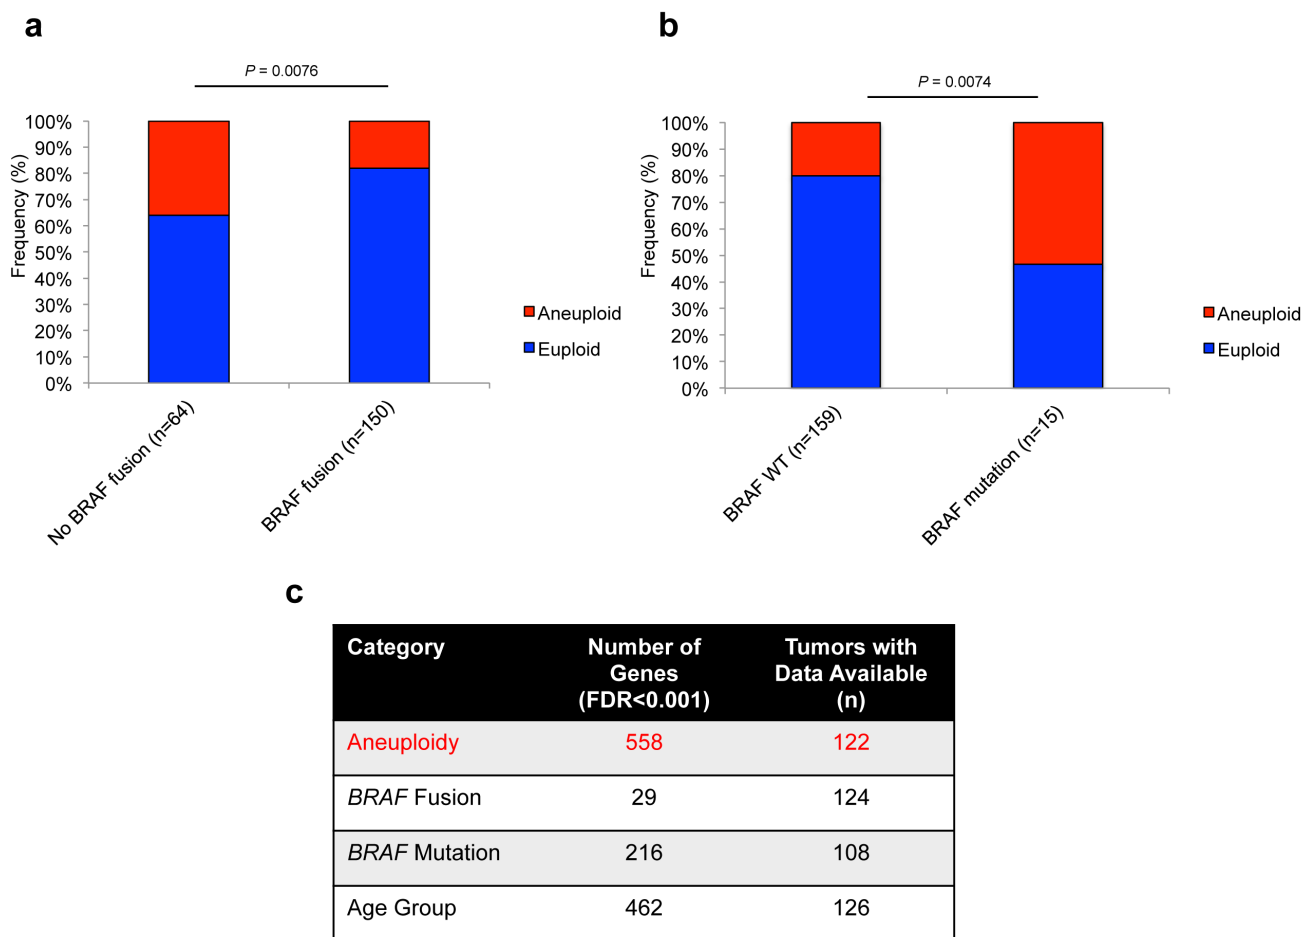 a
P = 0.0076
100%
90%
80%
70%
60%
50%
40%
30%
20%
10%
0%
Frequency (%)
No BRAF fusion (n=64)
BRAF fusion (n=150)
Aneuploid
Euploid
b
P = 0.0074
100%
90%
80%
70%
60%
50%
40%
30%
20%
10%
0%
Frequency (%)
BRAF WT (n=159)
BRAF mutation (n=15)
Aneuploid
Euploid
c
Category
Number of
Genes
(FDR<0.001)
Tumors with
Data Available
(n)
Aneuploidy 558 122
BRAF Fusion 29 124
BRAF Mutation 216 108
Age Group 462 126